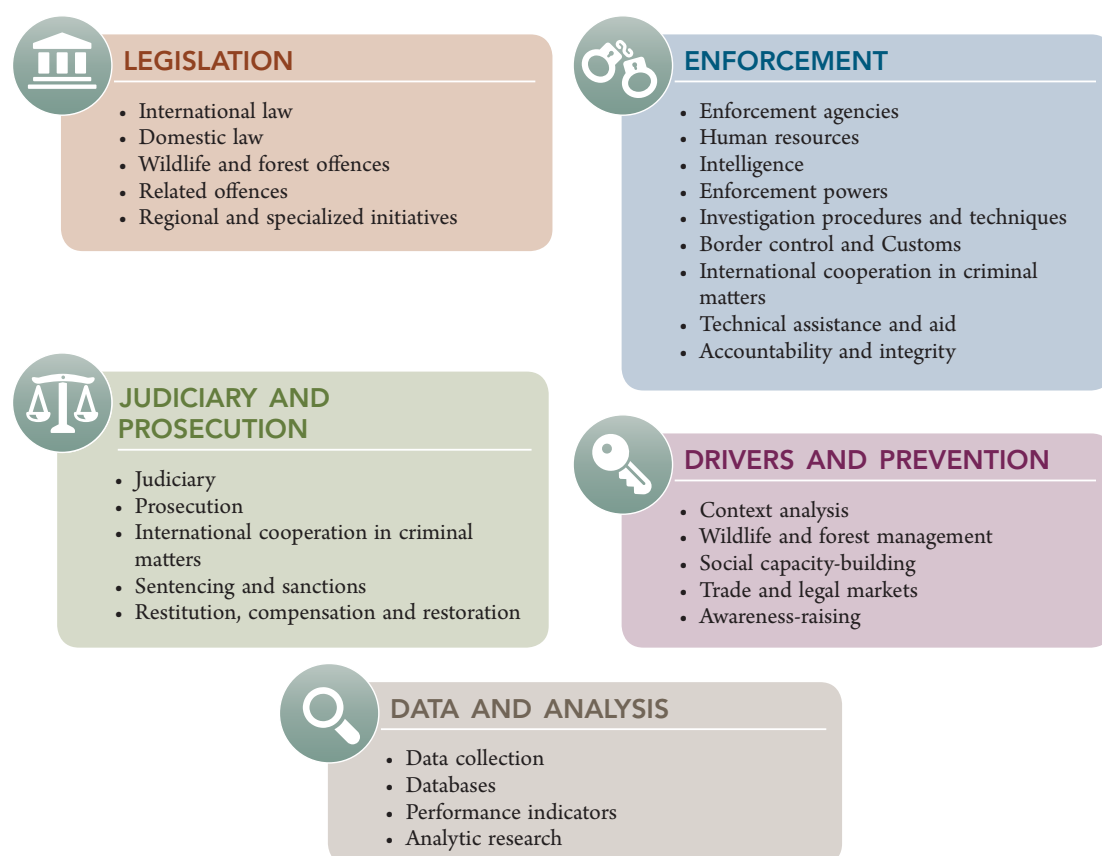 LEGISLATION
• International law
• Domestic law
• Wildlife and forest offences
• Related offences
• Regional and specialized initiatives
ENFORCEMENT
• Enforcement agencies
• Human resources
• Intelligence
• Enforcement powers
• Investigation procedures and techniques
• Border control and Customs
• International cooperation in criminal
matters
• Technical assistance and aid
• Accountability and integrity
JUDICIARY AND
PROSECUTION
• Judiciary
• Prosecution
• International cooperation in criminal
matters
• Sentencing and sanctions
• Restitution, compensation and restoration
DRIVERS AND PREVENTION
• Context analysis
• Wildlife and forest management
• Social capacity-building
• Trade and legal markets
• Awareness-raising
DATA AND ANALYSIS
• Data collection
• Databases
• Performance indicators
• Analytic research